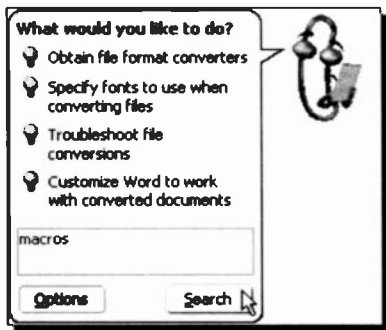 What would you like to do?
Obtain file format converters
Specify fonts to use when
converting files
Troubleshoot file
conversions
Customize Word to work
with converted documents
macros
Options
Search